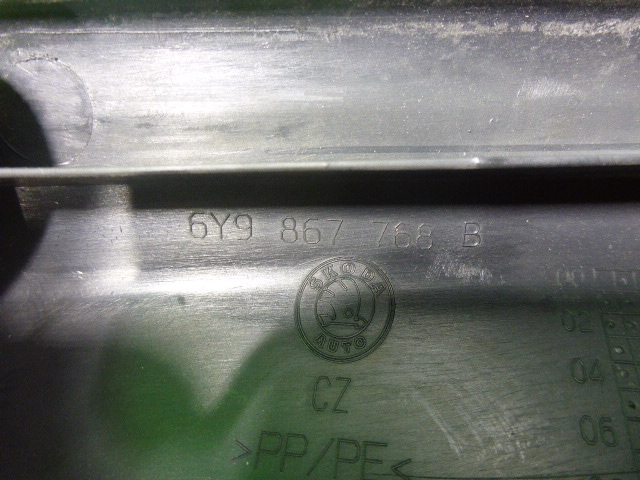 6Y9 867 768 B
ŠKODA
AUTO
02
CZ
04
06
>PP/PE<